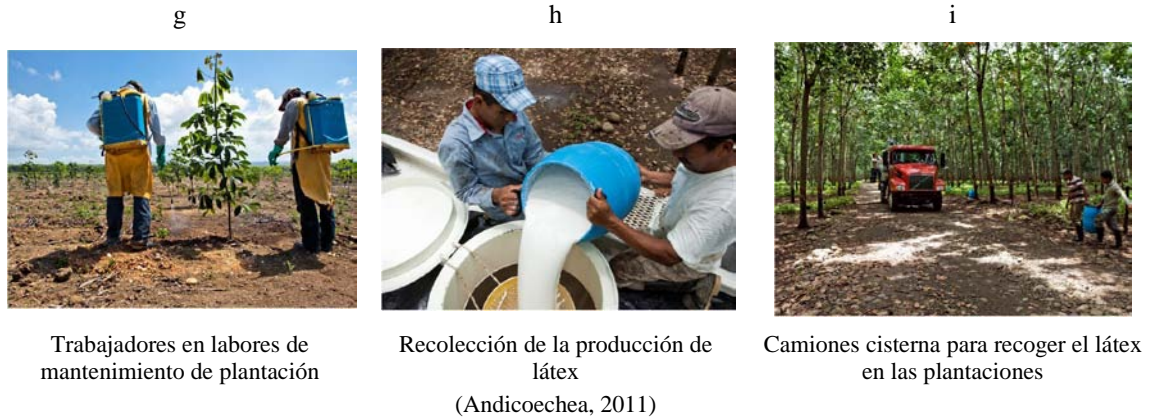 g
h
i
Trabajadores en labores de
mantenimiento de plantación
Recolección de la producción de
látex
(Andicoechea, 2011)
Camiones cisterna para recoger el látex
en las plantaciones